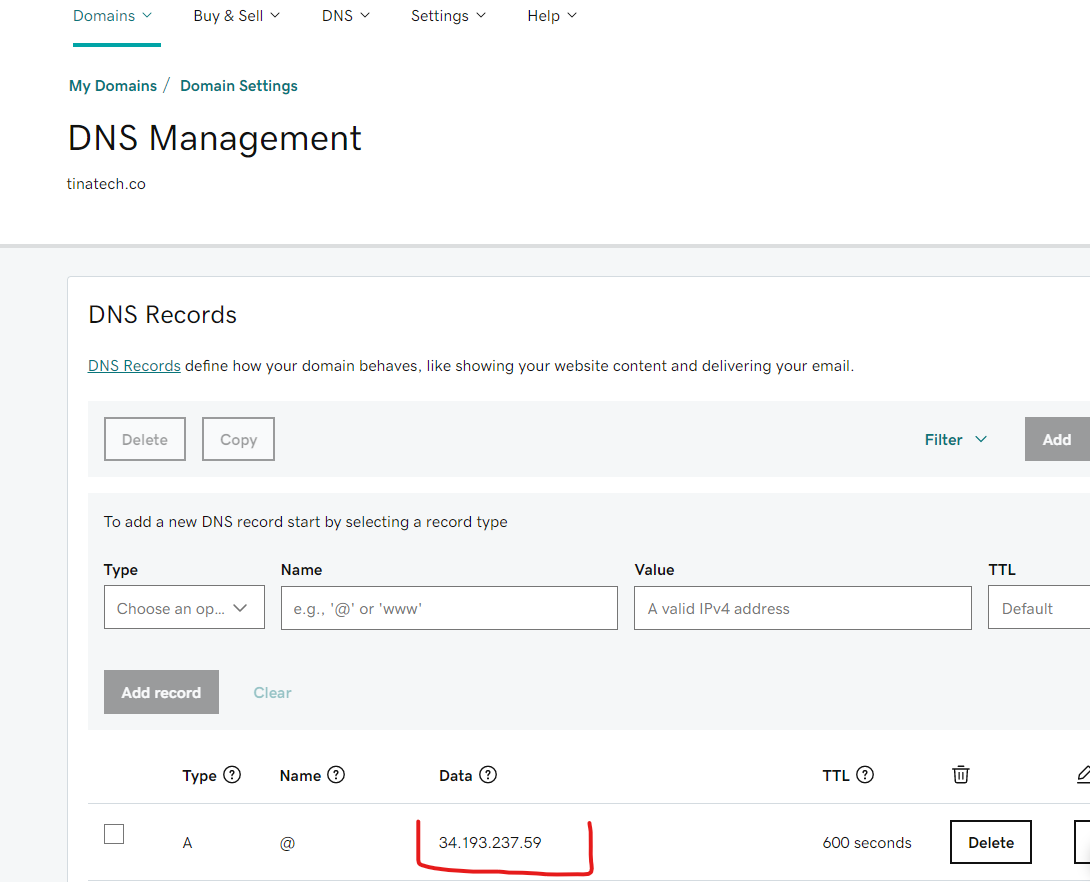 Domains Buy & Sell DNS Settings Help
My Domains / Domain Settings
DNS Management
tinatech.co
DNS Records
DNS Records define how your domain behaves, like showing your website content and delivering your email.
Delete Copy Filter Add
To add a new DNS record start by selecting a record type
Type Name Value TTL
Choose an op... e.g., '@' or 'www' A valid IPv4 address Default
Add record Clear
Type ? Name ? Data ? TTL ?
A @ 34.193.237.59 600 seconds Delete